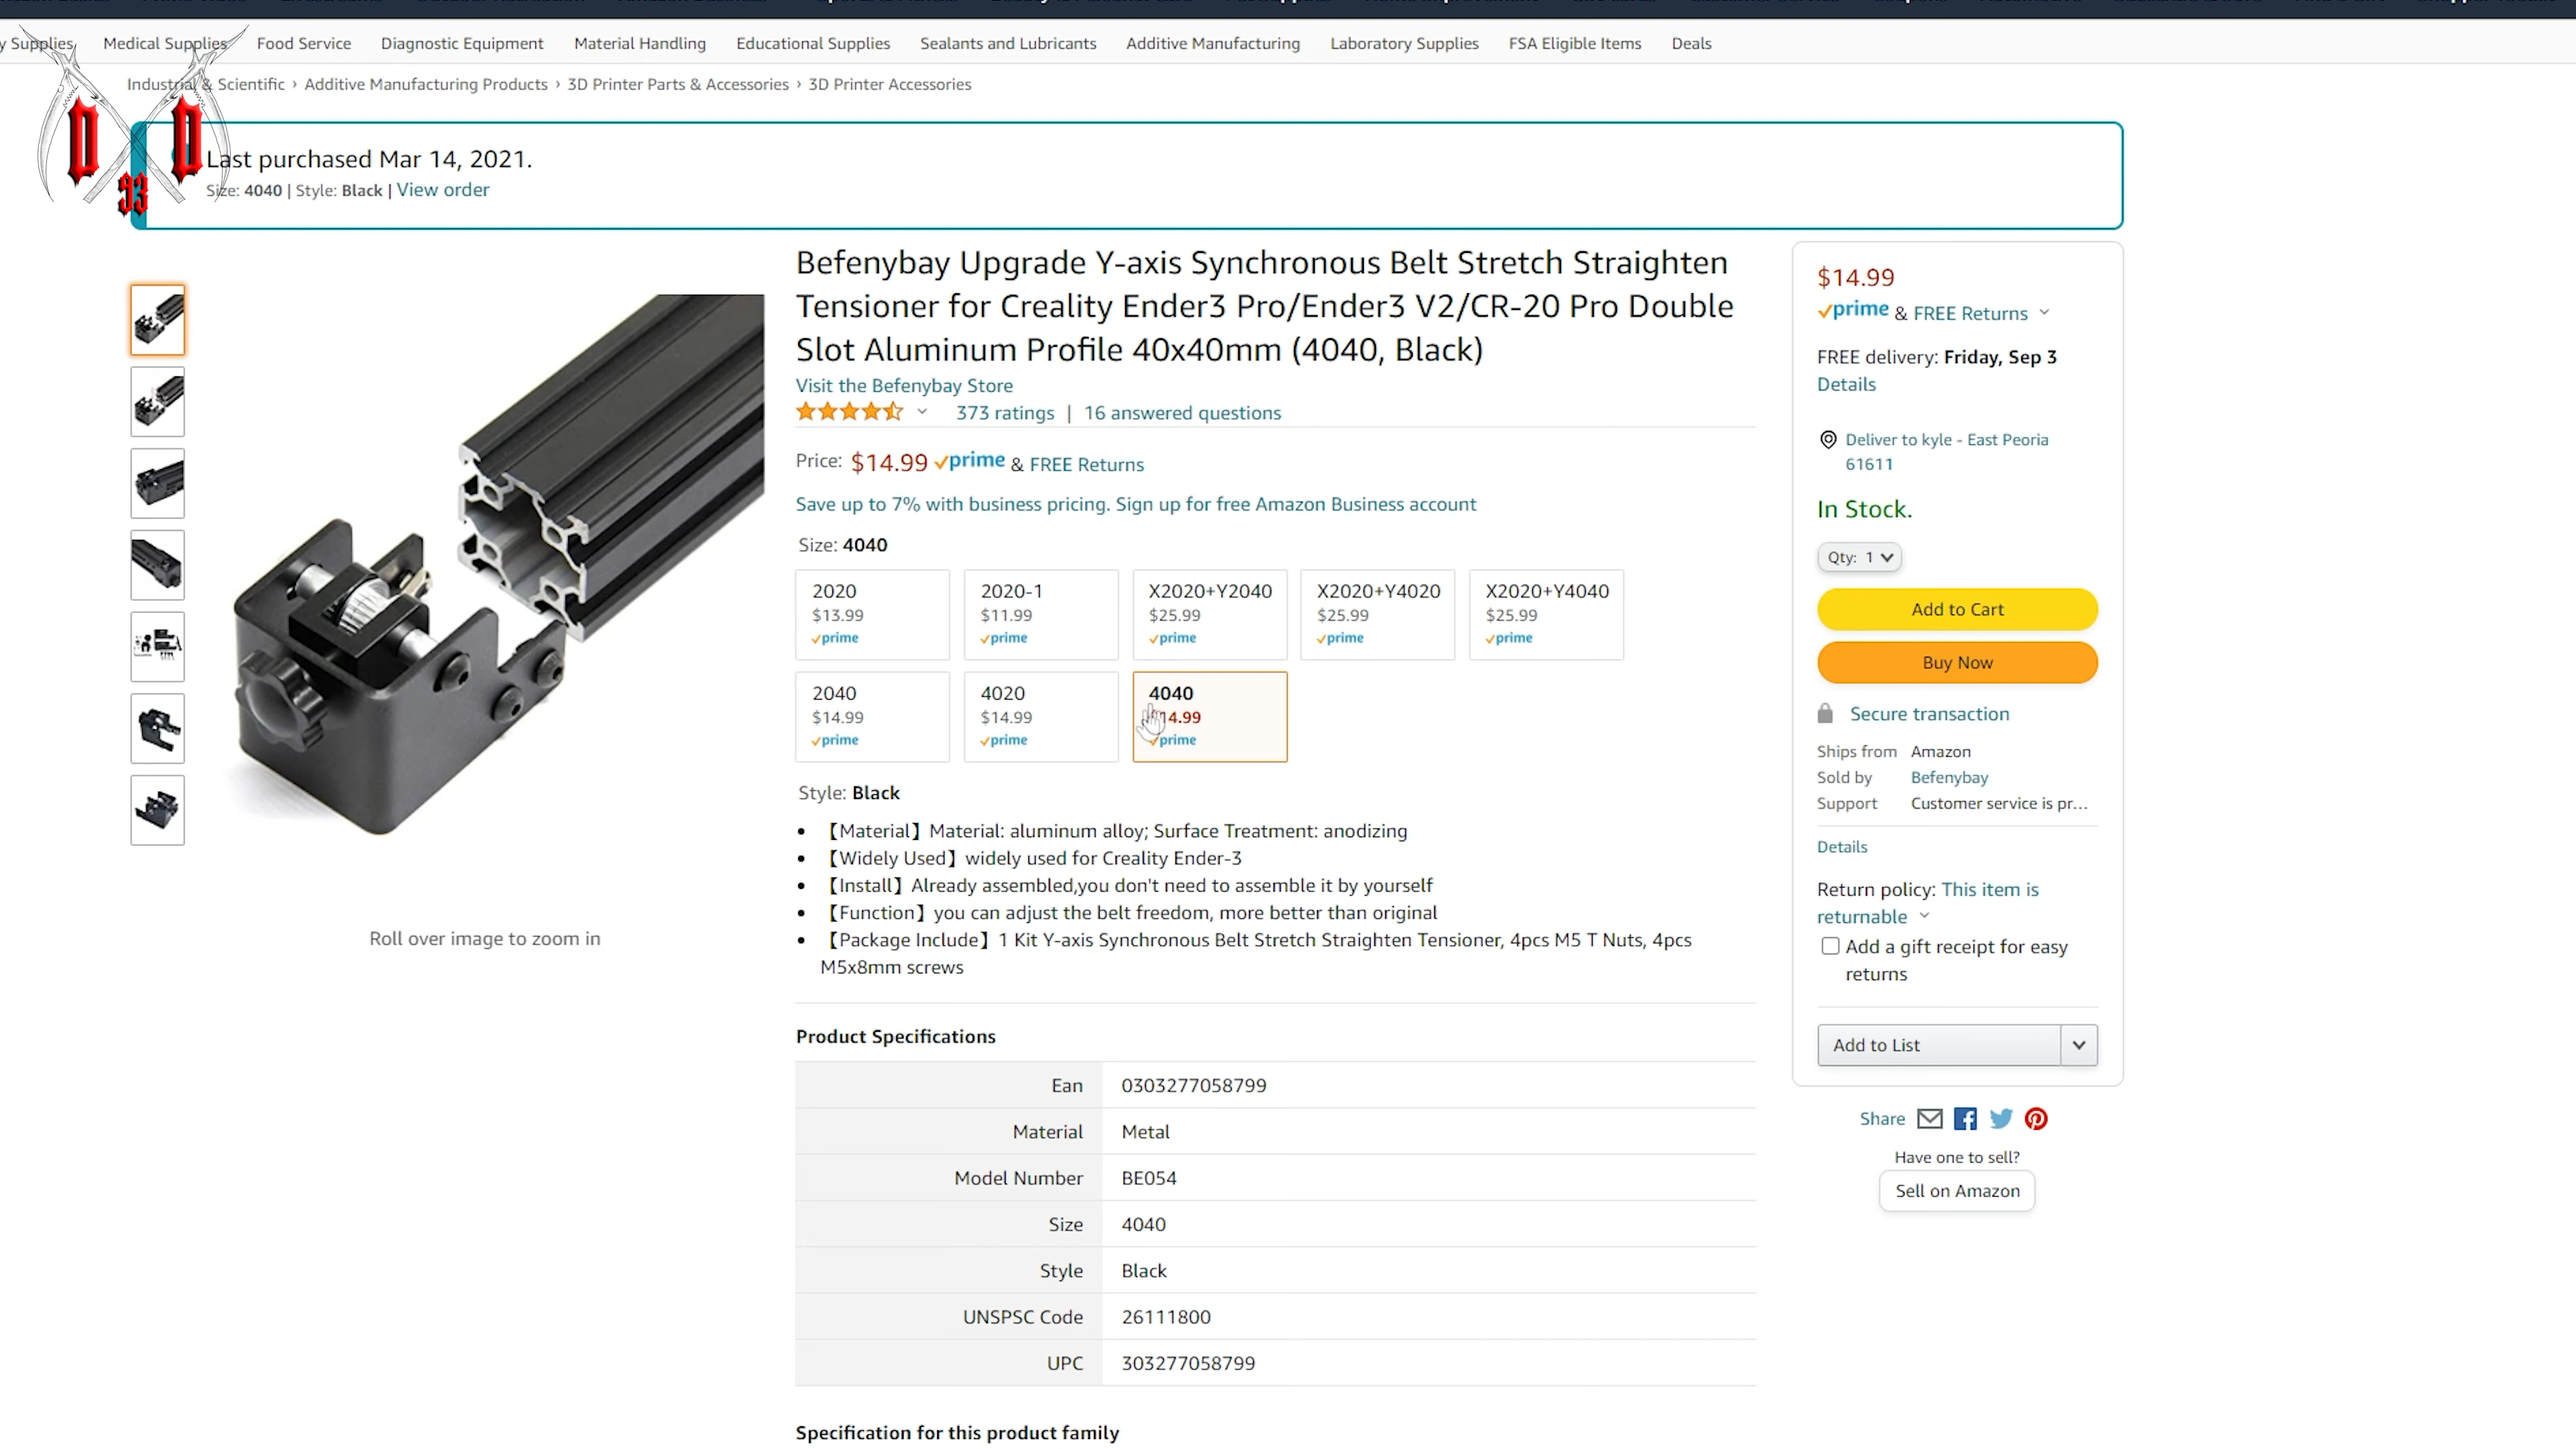 y Supplies Medical Supplies Food Service Diagnostic Equipment Material Handling Educational Supplies Sealants and Lubricants Additive Manufacturing Laboratory Supplies FSA Eligible Items Deals
Industrial & Scientific › Additive Manufacturing Products › 3D Printer Parts & Accessories › 3D Printer Accessories
D D
93
Last purchased Mar 14, 2021.
Size: 4040 | Style: Black | View order
Befenybay Upgrade Y-axis Synchronous Belt Stretch Straighten
Tensioner for Creality Ender3 Pro/Ender3 V2/CR-20 Pro Double
Slot Aluminum Profile 40x40mm (4040, Black)
Visit the Befenybay Store
373 ratings | 16 answered questions
Price: $14.99 prime & FREE Returns
Save up to 7% with business pricing. Sign up for free Amazon Business account
Size: 4040
2020 2020-1 X2020+Y2040 X2020+Y4020 X2020+Y4040
$13.99 $11.99 $25.99 $25.99 $25.99
prime prime prime prime prime
2040 4020 4040
$14.99 $14.99 14.99
prime prime prime
Style: Black
• 【Material】Material: aluminum alloy; Surface Treatment: anodizing
• 【Widely Used】widely used for Creality Ender-3
• 【Install】Already assembled,you don't need to assemble it by yourself
• 【Function】you can adjust the belt freedom, more better than original
• 【Package Include】1 Kit Y-axis Synchronous Belt Stretch Straighten Tensioner, 4pcs M5 T Nuts, 4pcs
M5x8mm screws
Roll over image to zoom in
Product Specifications
Ean 0303277058799
Material Metal
Model Number BE054
Size 4040
Style Black
UNSPSC Code 26111800
UPC 303277058799
Specification for this product family
$14.99
prime & FREE Returns
FREE delivery: Friday, Sep 3
Details
Deliver to kyle - East Peoria
61611
In Stock.
Qty: 1
Add to Cart
Buy Now
Secure transaction
Ships from Amazon
Sold by Befenybay
Support Customer service is pr...
Details
Return policy: This item is
returnable
Add a gift receipt for easy
returns
Add to List
Share
Have one to sell?
Sell on Amazon